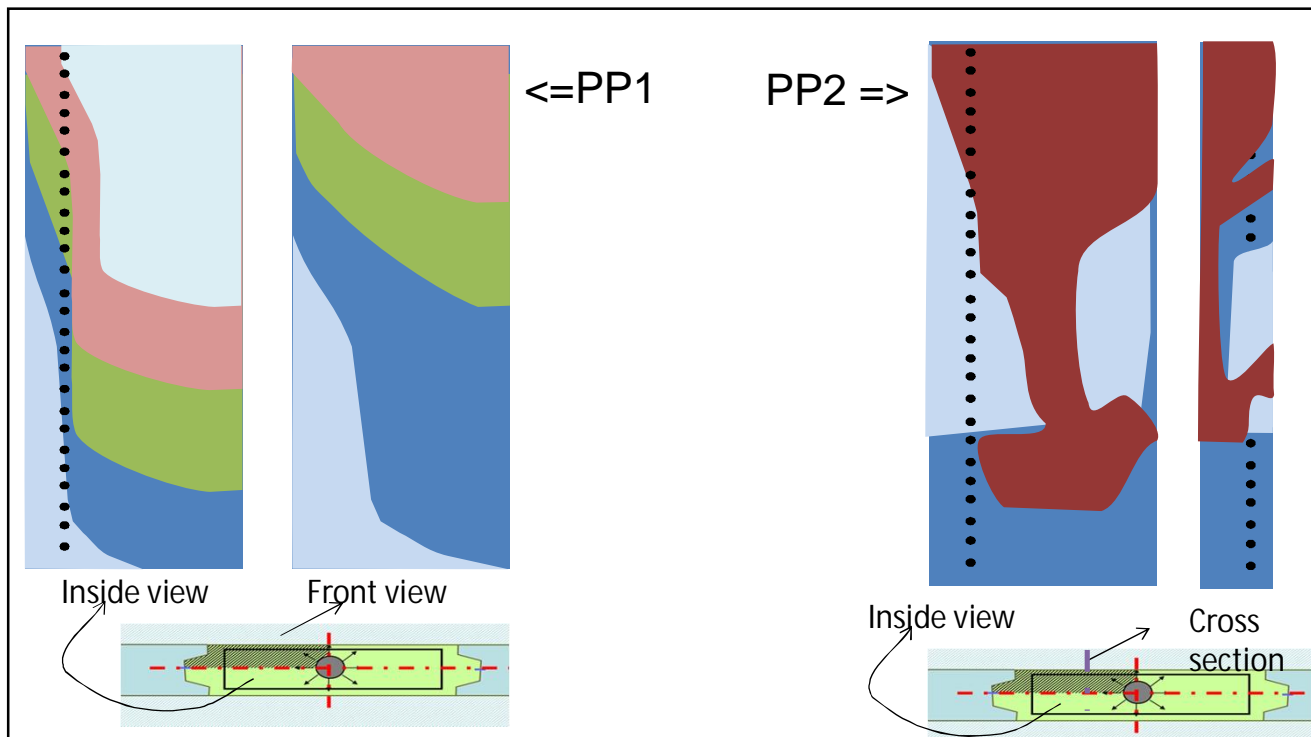 <=PP1
PP2 =>
Inside view
Front view
Inside view
Cross
section